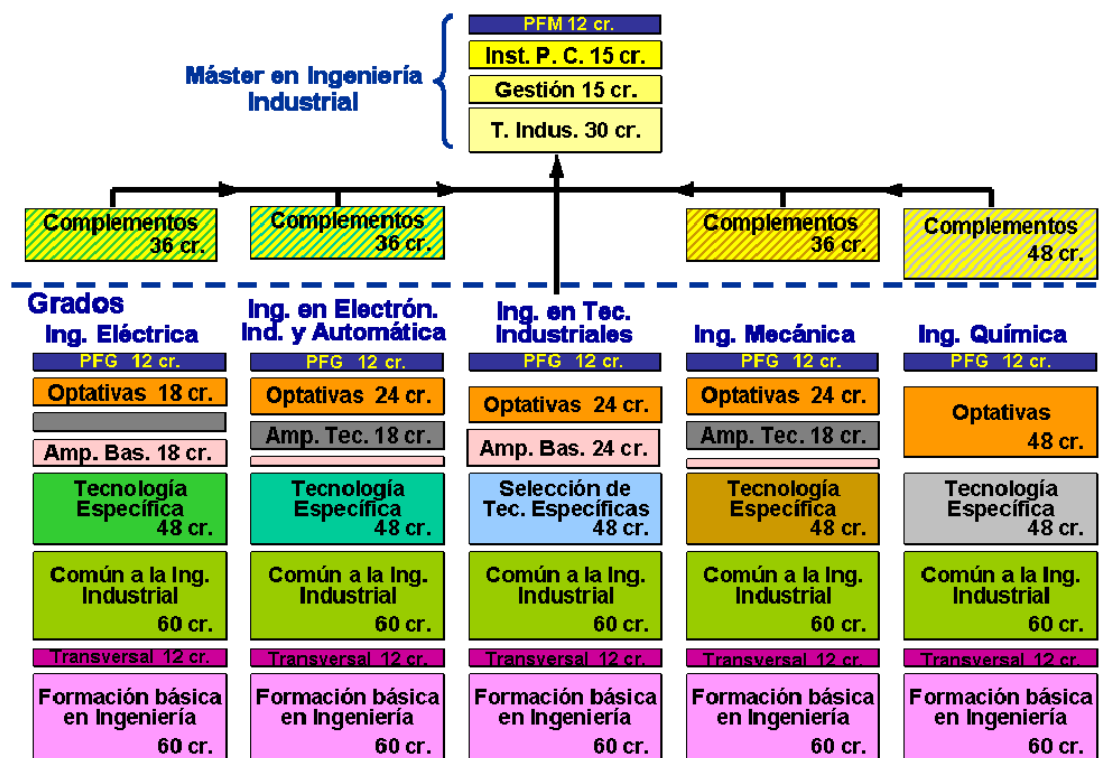 PFM 12 cr.
Inst. P. C. 15 cr.
Gestión 15 cr.
T. Indus. 30 cr.
Máster en Ingeniería
Industrial
Complementos
36 cr.
Complementos
36 cr.
Complementos
36 cr.
Complementos
48 cr.
Grados
Ing. Eléctrica
PFG 12 cr.
Optativas 18 cr.
Amp. Bas. 18 cr.
Tecnología
Específica
48 cr.
Común a la Ing.
Industrial
60 cr.
Transversal 12 cr.
Formación básica
en Ingeniería
60 cr.
Ing. en Electrón.
Ind. y Automática
PFG 12 cr.
Optativas 24 cr.
Amp. Tec. 18 cr.
Tecnología
Específica
48 cr.
Común a la Ing.
Industrial
60 cr.
Transversal 12 cr.
Formación básica
en Ingeniería
60 cr.
Ing. en Tec.
Industriales
PFG 12 cr.
Optativas 24 cr.
Amp. Bas. 24 cr.
Selección de
Tec. Específicas
48 cr.
Común a la Ing.
Industrial
60 cr.
Transversal 12 cr.
Formación básica
en Ingeniería
60 cr.
Ing. Mecánica
PFG 12 cr.
Optativas 24 cr.
Amp. Tec. 18 cr.
Tecnología
Específica
48 cr.
Común a la Ing.
Industrial
60 cr.
Transversal 12 cr.
Formación básica
en Ingeniería
60 cr.
Ing. Química
PFG 12 cr.
Optativas
48 cr.
Tecnología
Específica
48 cr.
Común a la Ing.
Industrial
60 cr.
Transversal 12 cr.
Formación básica
en Ingeniería
60 cr.